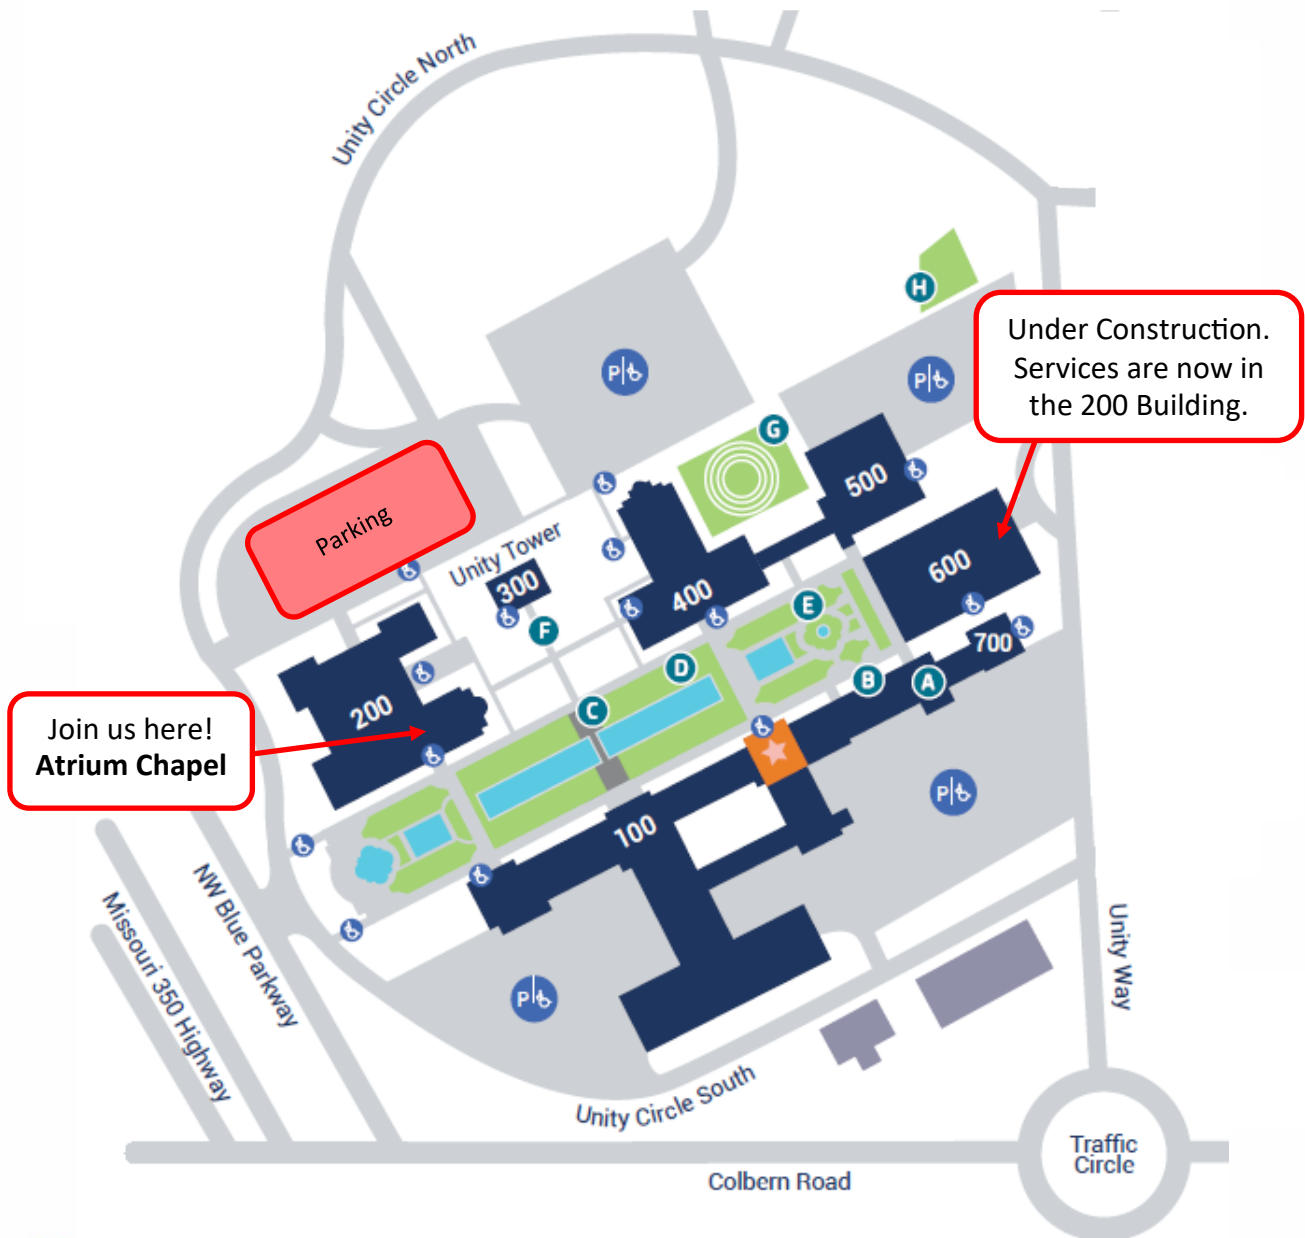 Unity Circle North
H
Under Construction.
Services are now in
the 200 Building.
P
P
G
500
Parking
Unity Tower
300
400
600
E
F
700
D
B
A
200
C
Join us here!
Atrium Chapel
P
100
NW Blue Parkway
Missouri 350 Highway
Unity Way
P
Unity Circle South
Traffic
Circle
Colbern Road